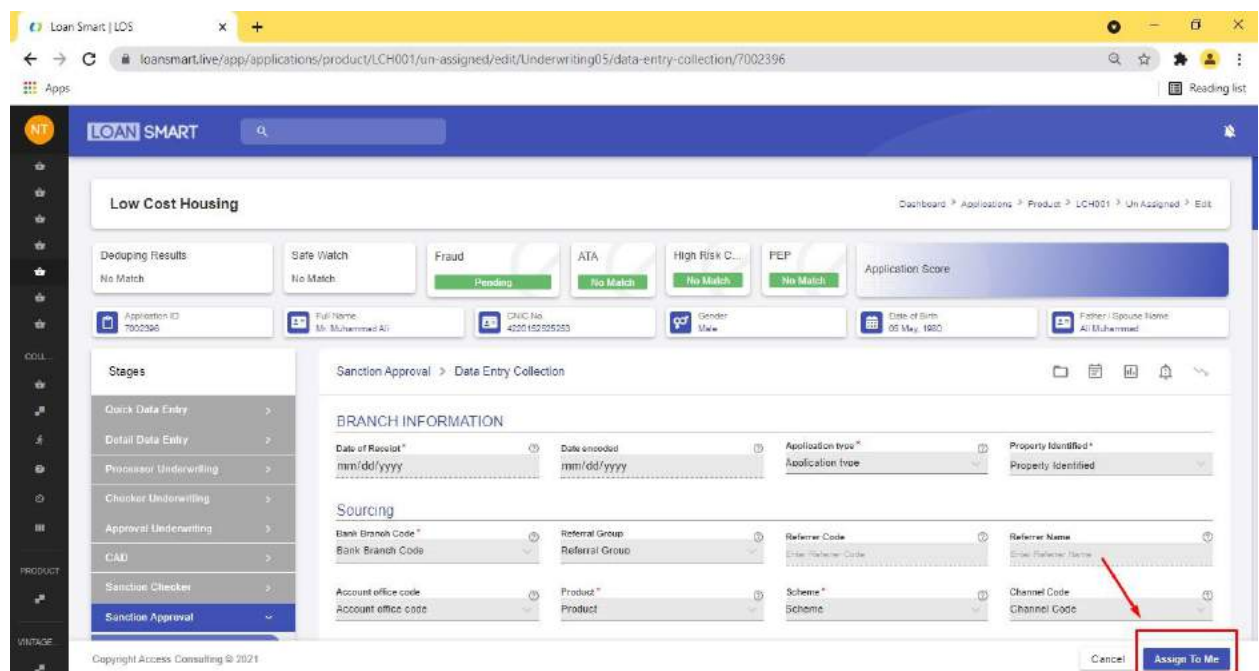 Loan Smart | LOS
loansmart.live/app/applications/product/LCH001/un-assigned/edit/Underwriting05/data-entry-collection/7002396
Apps
Reading list
NT
LOAN SMART
Low Cost Housing
Dashboard > Applications > Product > LCH001 > Un Assigned > Edit
Deduping Results
No Match
Safe Watch
No Match
Fraud
Pending
ATA
No Match
High Risk C...
No Match
PEP
No Match
Application Score
Application ID
7002396
Full Name
Mr. Muhammad Ali
CNIC No.
4220152525253
Gender
Male
Date of Birth
05 May, 1980
Father / Spouse Name
Ali Muhammad
COLL...
PRODUCT
VINTAGE...
Stages
Quick Data Entry
Detail Data Entry
Processor Underwriting
Checker Underwriting
Approval Underwriting
CAD
Sanction Checker
Sanction Approval
Sanction Approval > Data Entry Collection
BRANCH INFORMATION
Date of Receipt*
mm/dd/yyyy
Date encoded
mm/dd/yyyy
Application type*
Application type
Property Identified*
Property Identified
Sourcing
Bank Branch Code*
Bank Branch Code
Referral Group
Referral Group
Referrer Code
Enter Referrer Code
Referrer Name
Enter Referrer Name
Account office code
Account office code
Product*
Product
Scheme*
Scheme
Channel Code
Channel Code
Copyright Access Consulting © 2021
Cancel
Assign To Me